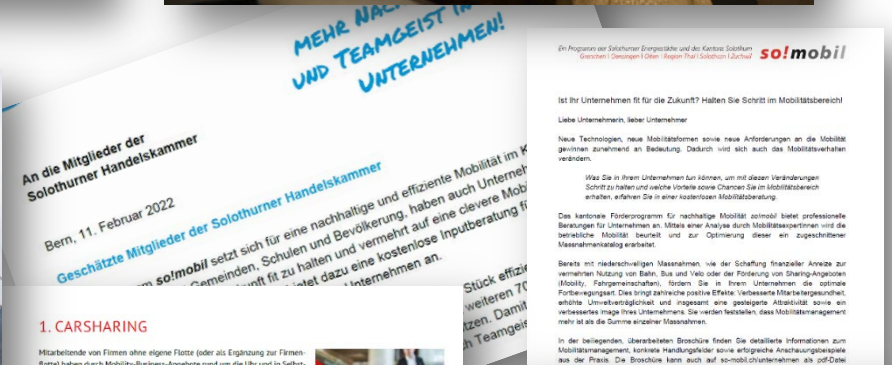 MEHR
UND TEAMGEIST IN
UNTERNEHMEN!
An die Mitglieder der
Solothurner Handelskammer
Bern, 11. Februar 2022
Geschätzte Mitglieder der Solothurner Handelskammer
so!mobil setzt sich für eine nachhaltige und effiziente Mobilität im
Gemeinden, Schulen und Bevölkerung, haben auch
fit zu halten und vermehrt auf eine clevere
dazu eine kostenlose Inputberatung
an.
Stück
weiteren 70
Damit
Ein Programm der Solothurner Energiestädte und des Kantons Solothurn
Grenchen | Oensingen | Olten | Region Thal | Solothurn | Zuchwil
so!mobil
Ist Ihr Unternehmen fit für die Zukunft? Halten Sie Schritt im Mobilitätsbereich!
Liebe Unternehmerin, lieber Unternehmer
Neue Technologien, neue Mobilitätsformen sowie neue Anforderungen an die Mobilität
gewinnen zunehmend an Bedeutung. Dadurch wird sich auch das Mobilitätsverhalten
verändern.
Was Sie in Ihrem Unternehmen tun können, um mit diesen Veränderungen
Schritt zu halten und welche Vorteile sowie Chancen Sie im Mobilitätsbereich
erhalten, erfahren Sie in einer kostenlosen Mobilitätsberatung.
Das kantonale Förderprogramm für nachhaltige Mobilität so!mobil bietet professionelle
Beratungen für Unternehmen an. Mittels einer Analyse durch Mobilitätsexpertinnen wird die
betriebliche Mobilität beurteilt und zur Optimierung dieser ein zugeschnittener
Massnahmenkatalog erarbeitet.
Bereits mit niederschwelligen Massnahmen, wie der Schaffung finanzieller Anreize zur
vermehrten Nutzung von Bahn, Bus und Velo oder der Förderung von Sharing-Angeboten
(Mobility, Fahrgemeinschaften), fördern Sie in Ihrem Unternehmen die optimale
Fortbewegungsart. Dies bringt zahlreiche positive Effekte: Verbesserte Mitarbeitergesundheit,
erhöhte Umweltverträglichkeit und insgesamt eine gesteigerte Attraktivität sowie ein
verbessertes Image Ihres Unternehmens. Sie werden feststellen, dass Mobilitätsmanagement
mehr ist als die Summe einzelner Massnahmen.
In der beiliegenden, überarbeiteten Broschüre finden Sie detaillierte Informationen zum
Mobilitätsmanagement, konkrete Handlungsfelder sowie erfolgreiche Anschauungsbeispiele
aus der Praxis. Die Broschüre kann auch auf so-mobil.ch/unternehmen als pdf-Datei
1. CARSHARING
Mitarbeitende von Firmen ohne eigene Flotte (oder als Ergänzung zur Firmen-
flotte) haben durch Mobility-Business-Angebote rund um die Uhr und in Selbst-